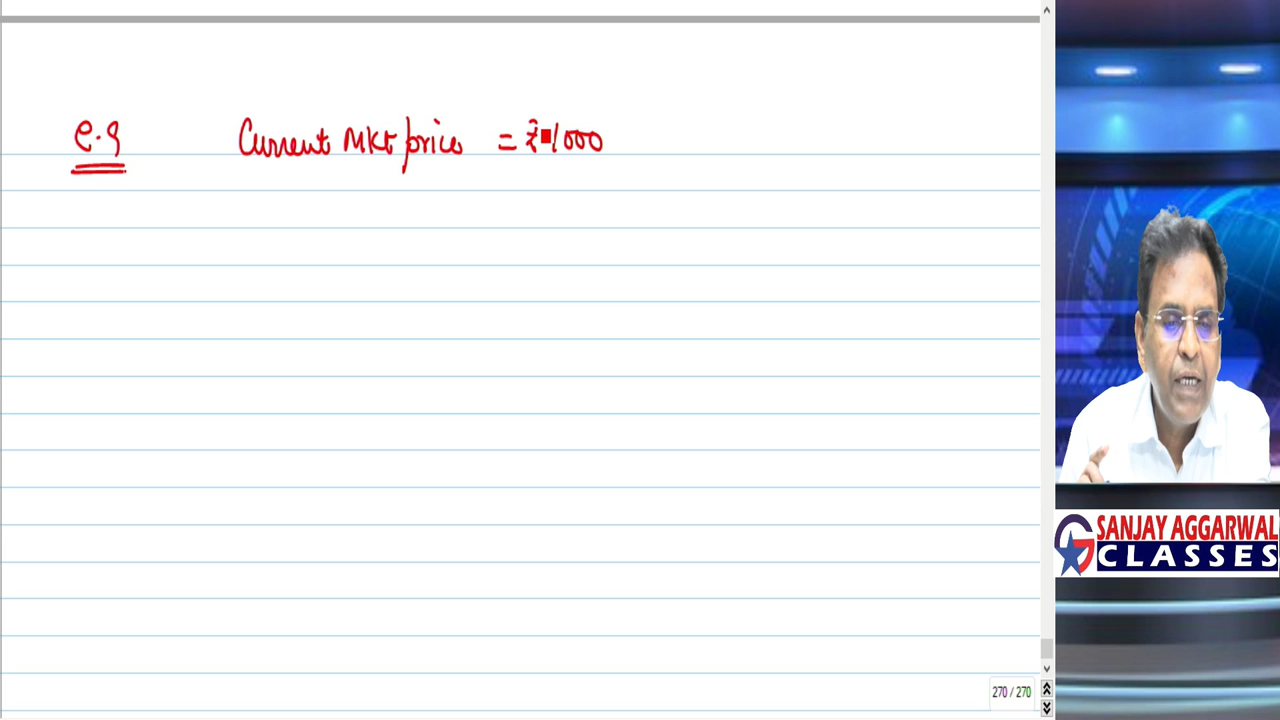 e.g Current Mkt price = ₹1000
270 / 270
SANJAY AGGARWAL
CLASSES